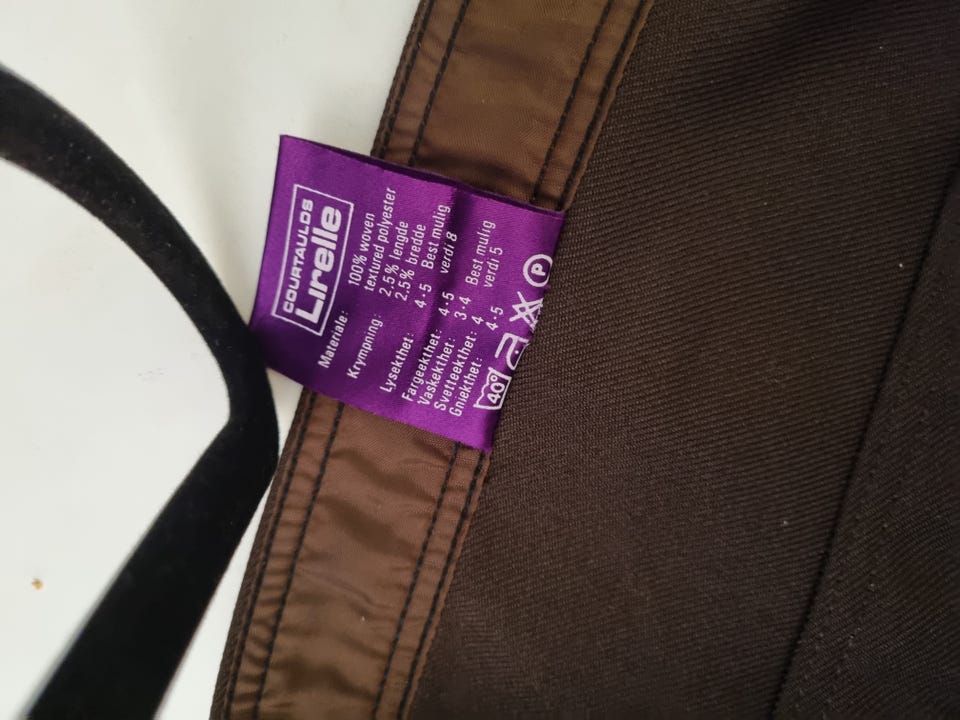 COURTAULDS
Lirelle
Materiale: 100% woven
textured polyester
Krympning: 2.5% lengde
2.5% bredde
Lysekthet: 4·5 Best mulig
verdi 8
Fargeekthet: 4·5
Vaskekthet: 3·4 Best mulig
Svetteekthet: 4 verdi 5
Gniekthet: 4·5
40° P